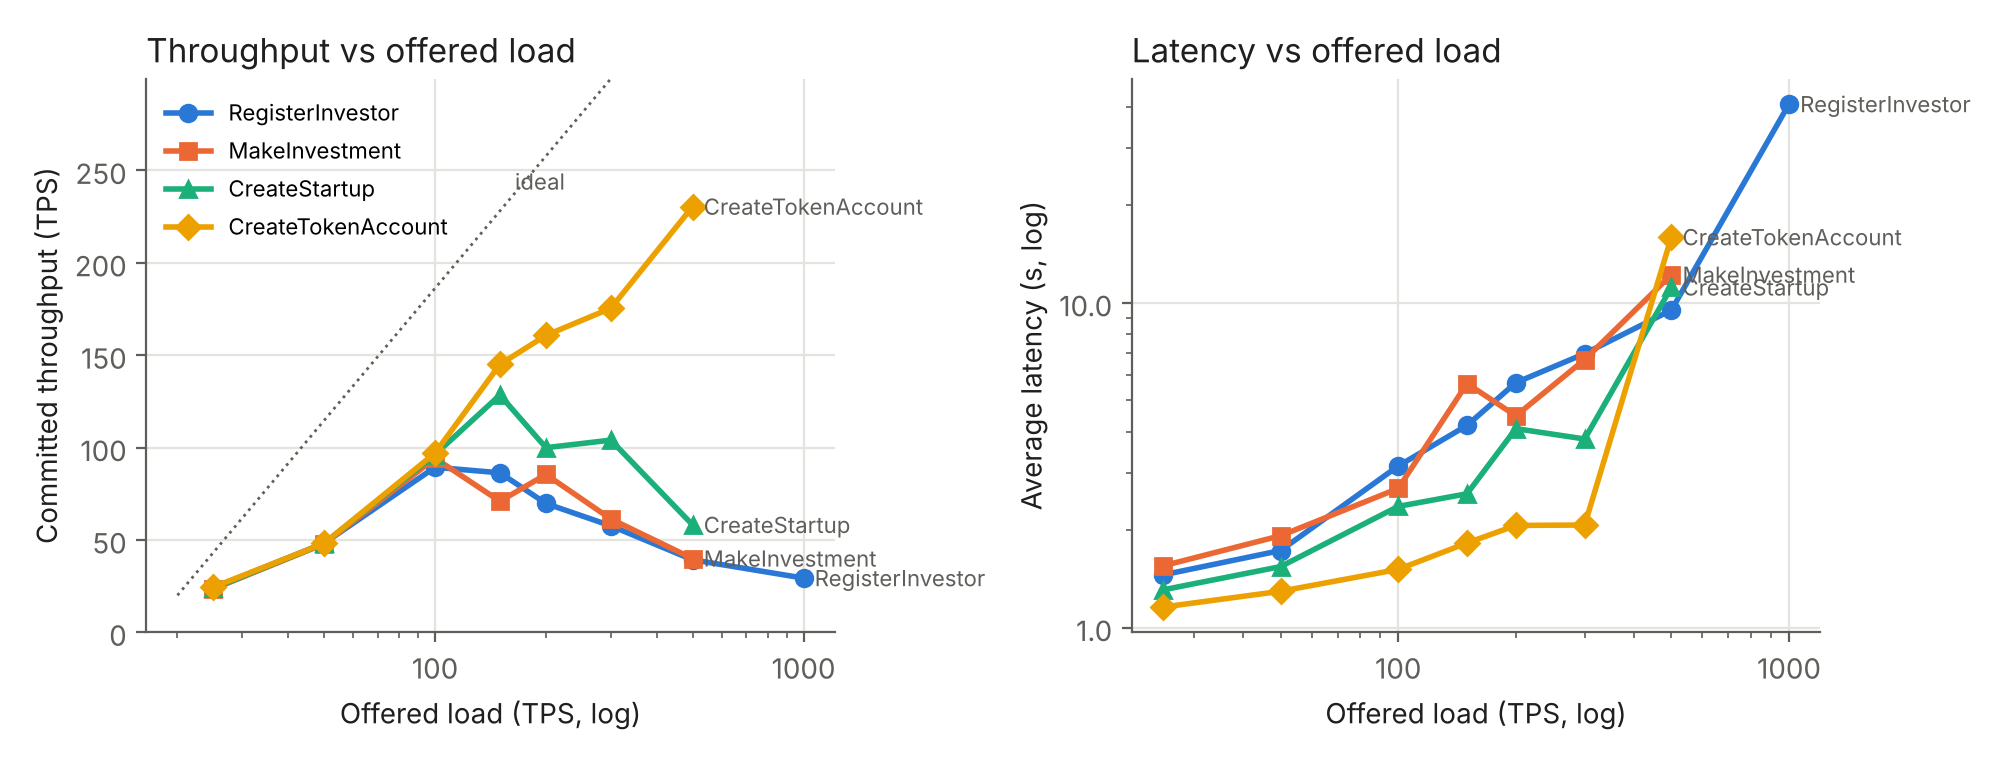 Throughput vs offered load
RegisterInvestor
MakeInvestment
CreateStartup
CreateTokenAccount
ideal
CreateTokenAccount
CreateStartup
MakeInvestment
RegisterInvestor
250
200
150
100
50
0
Committed throughput (TPS)
100
1000
Offered load (TPS, log)
Latency vs offered load
RegisterInvestor
CreateTokenAccount
MakeInvestment
CreateStartup
10.0
1.0
Average latency (s, log)
100
1000
Offered load (TPS, log)